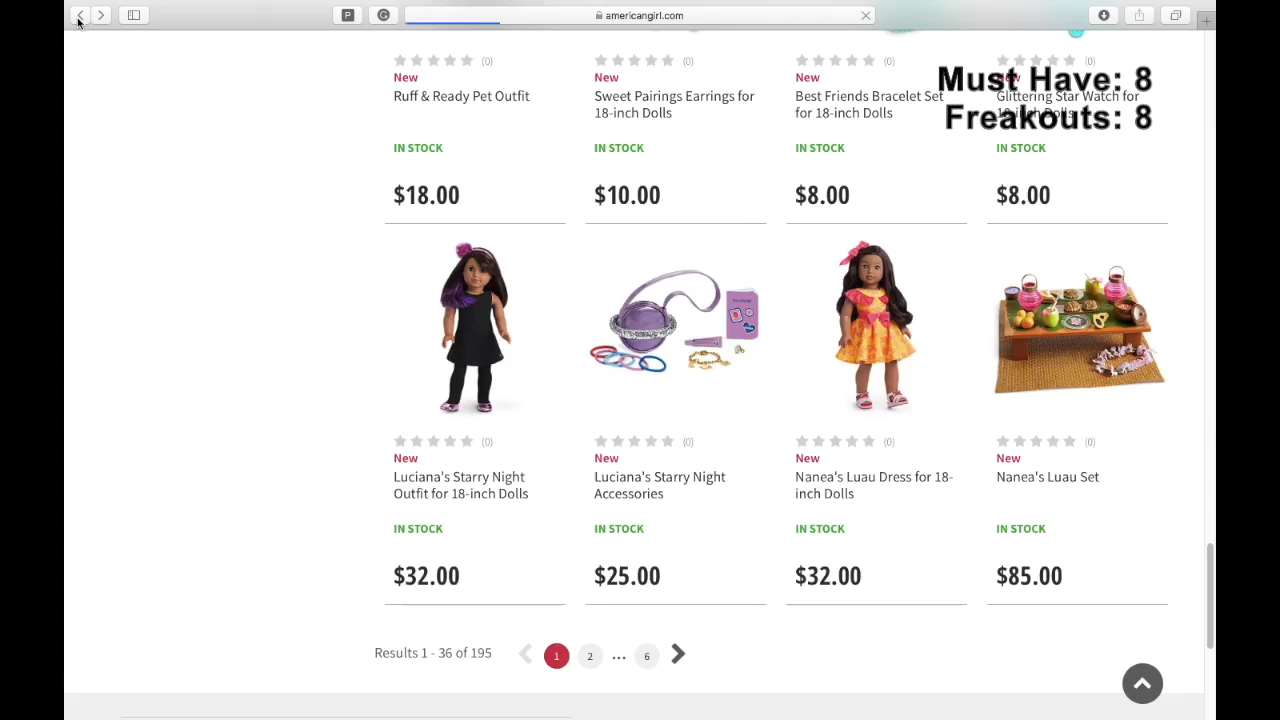 P
americangirl.com
(0)
(0)
(0)
(0)
New
New
New
New
Must Have: 8
Freakouts: 8
Ruff & Ready Pet Outfit
Sweet Pairings Earrings for
18-inch Dolls
Best Friends Bracelet Set
for 18-inch Dolls
Glittering Star Watch for
18-inch Dolls
IN STOCK
IN STOCK
IN STOCK
IN STOCK
$18.00
$10.00
$8.00
$8.00
(0)
(0)
(0)
(0)
New
New
New
New
Luciana's Starry Night
Outfit for 18-inch Dolls
Luciana's Starry Night
Accessories
Nanea's Luau Dress for 18-
inch Dolls
Nanea's Luau Set
IN STOCK
IN STOCK
IN STOCK
IN STOCK
$32.00
$25.00
$32.00
$85.00
Results 1 - 36 of 195
1
2
...
6